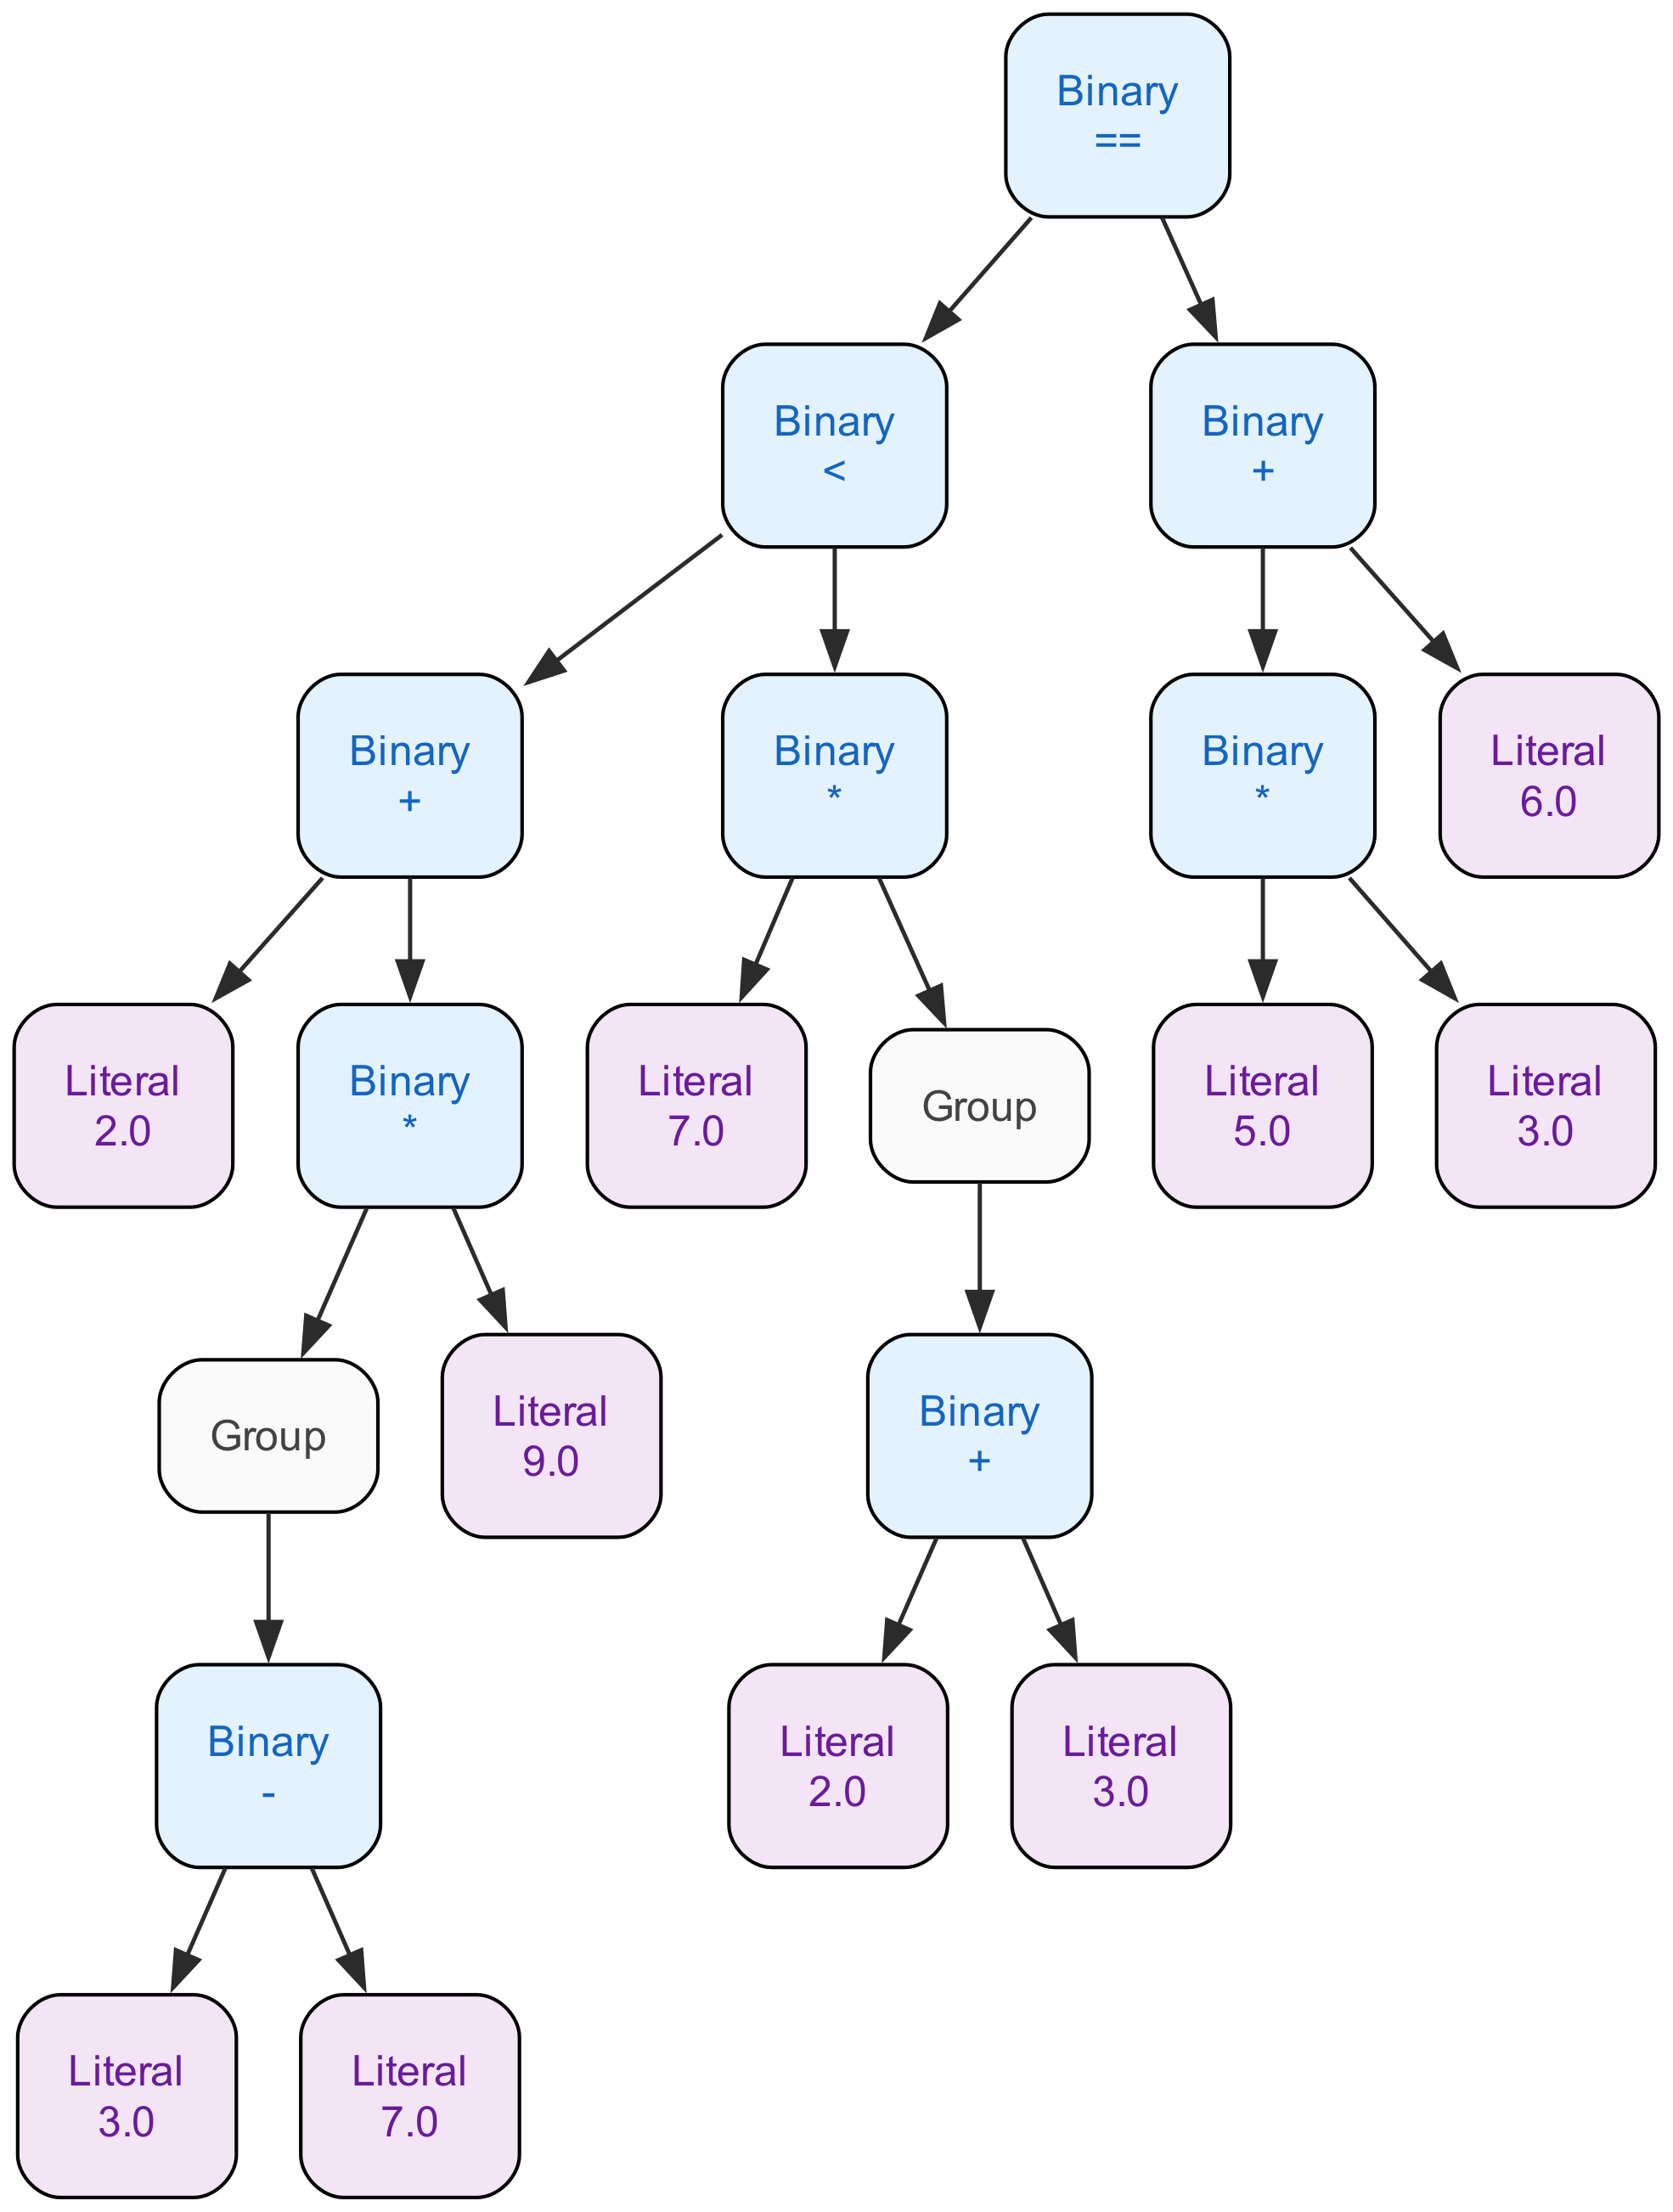 Binary
==
Binary
<
Binary
+
Binary
+
Binary
*
Binary
*
Literal
6.0
Literal
2.0
Binary
*
Literal
7.0
Group
Literal
5.0
Literal
3.0
Group
Literal
9.0
Binary
+
Binary
-
Literal
2.0
Literal
3.0
Literal
3.0
Literal
7.0